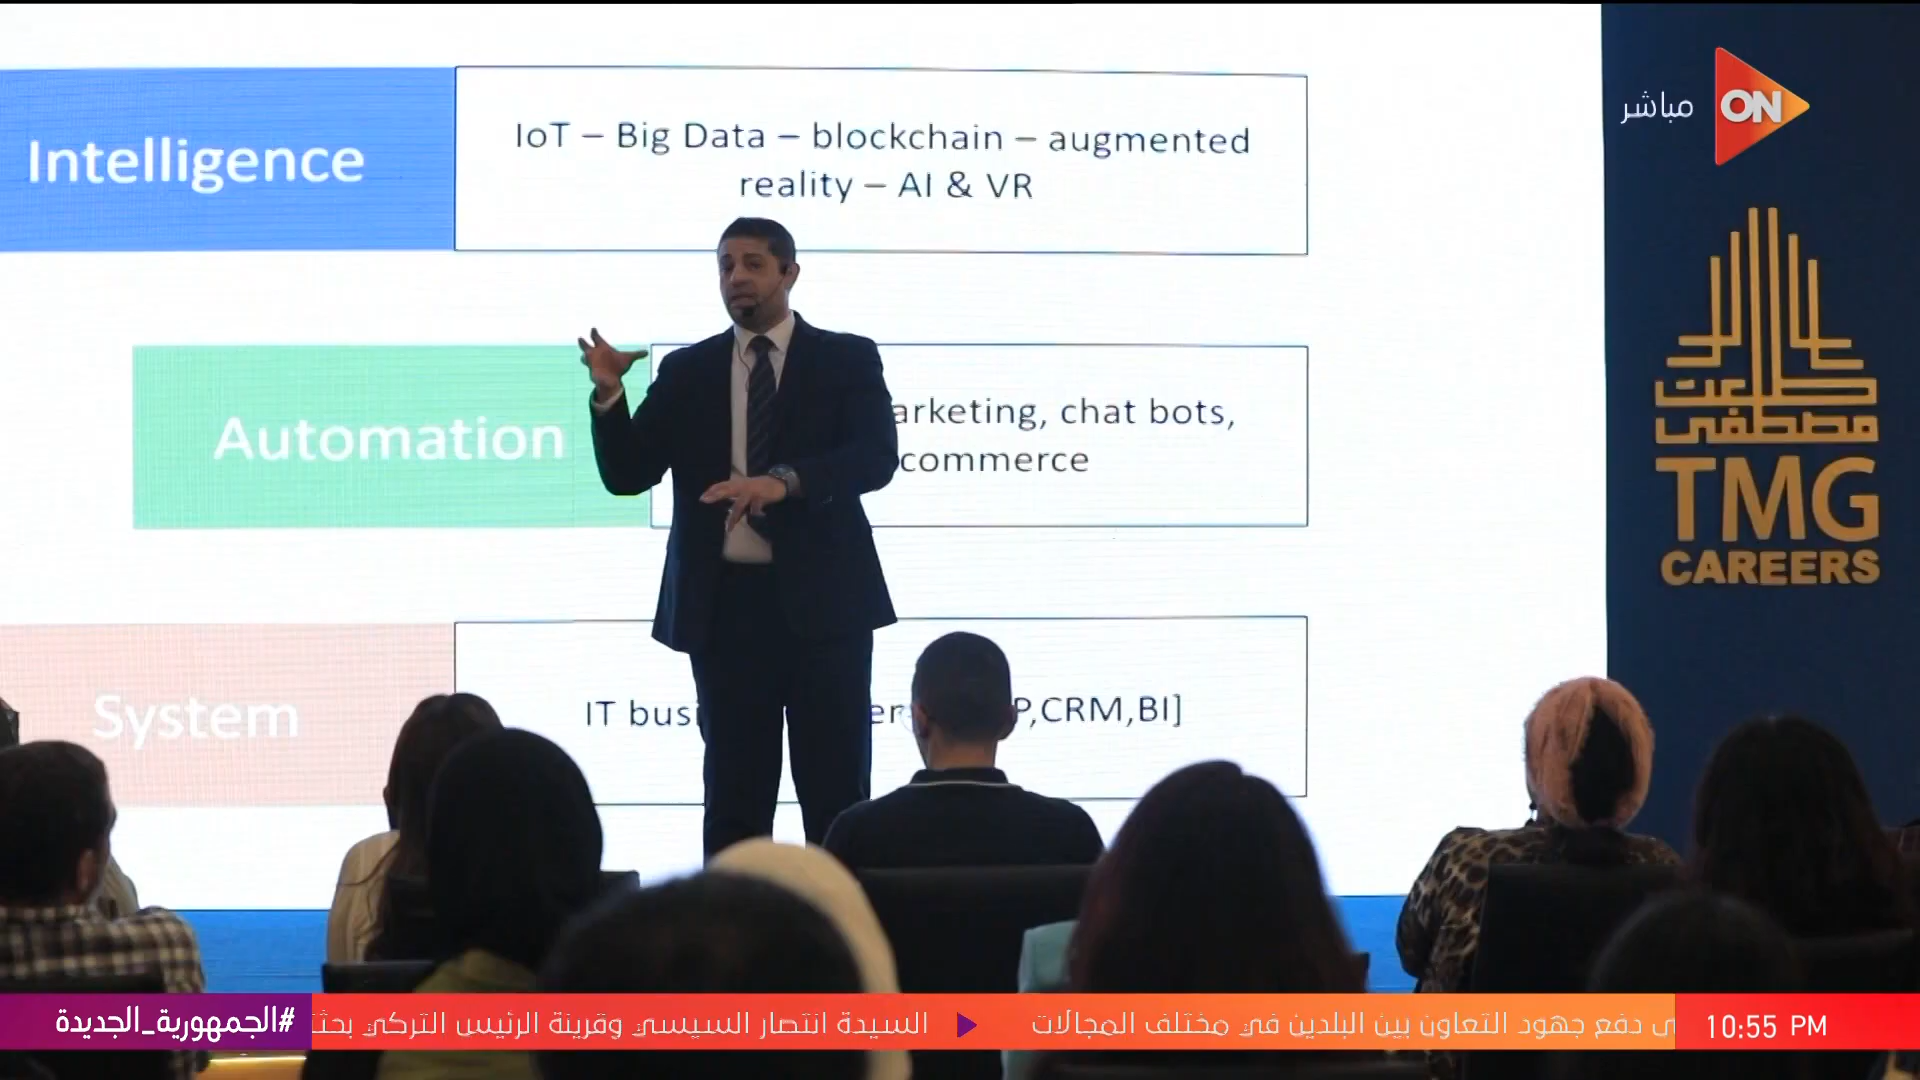 Intelligence
IoT – Big Data – blockchain – augmented
reality – AI & VR
Automation
arketing, chat bots,
commerce
System
IT busi
P,CRM,BI]
مباشر
ON
طلعت
مصطفى
TMG
CAREERS
#الجمهورية_الجديدة
دفع جهود التعاون بين البلدين في مختلف المجالات
السيدة انتصار السيسي وقرينة الرئيس التركي
10:55 PM